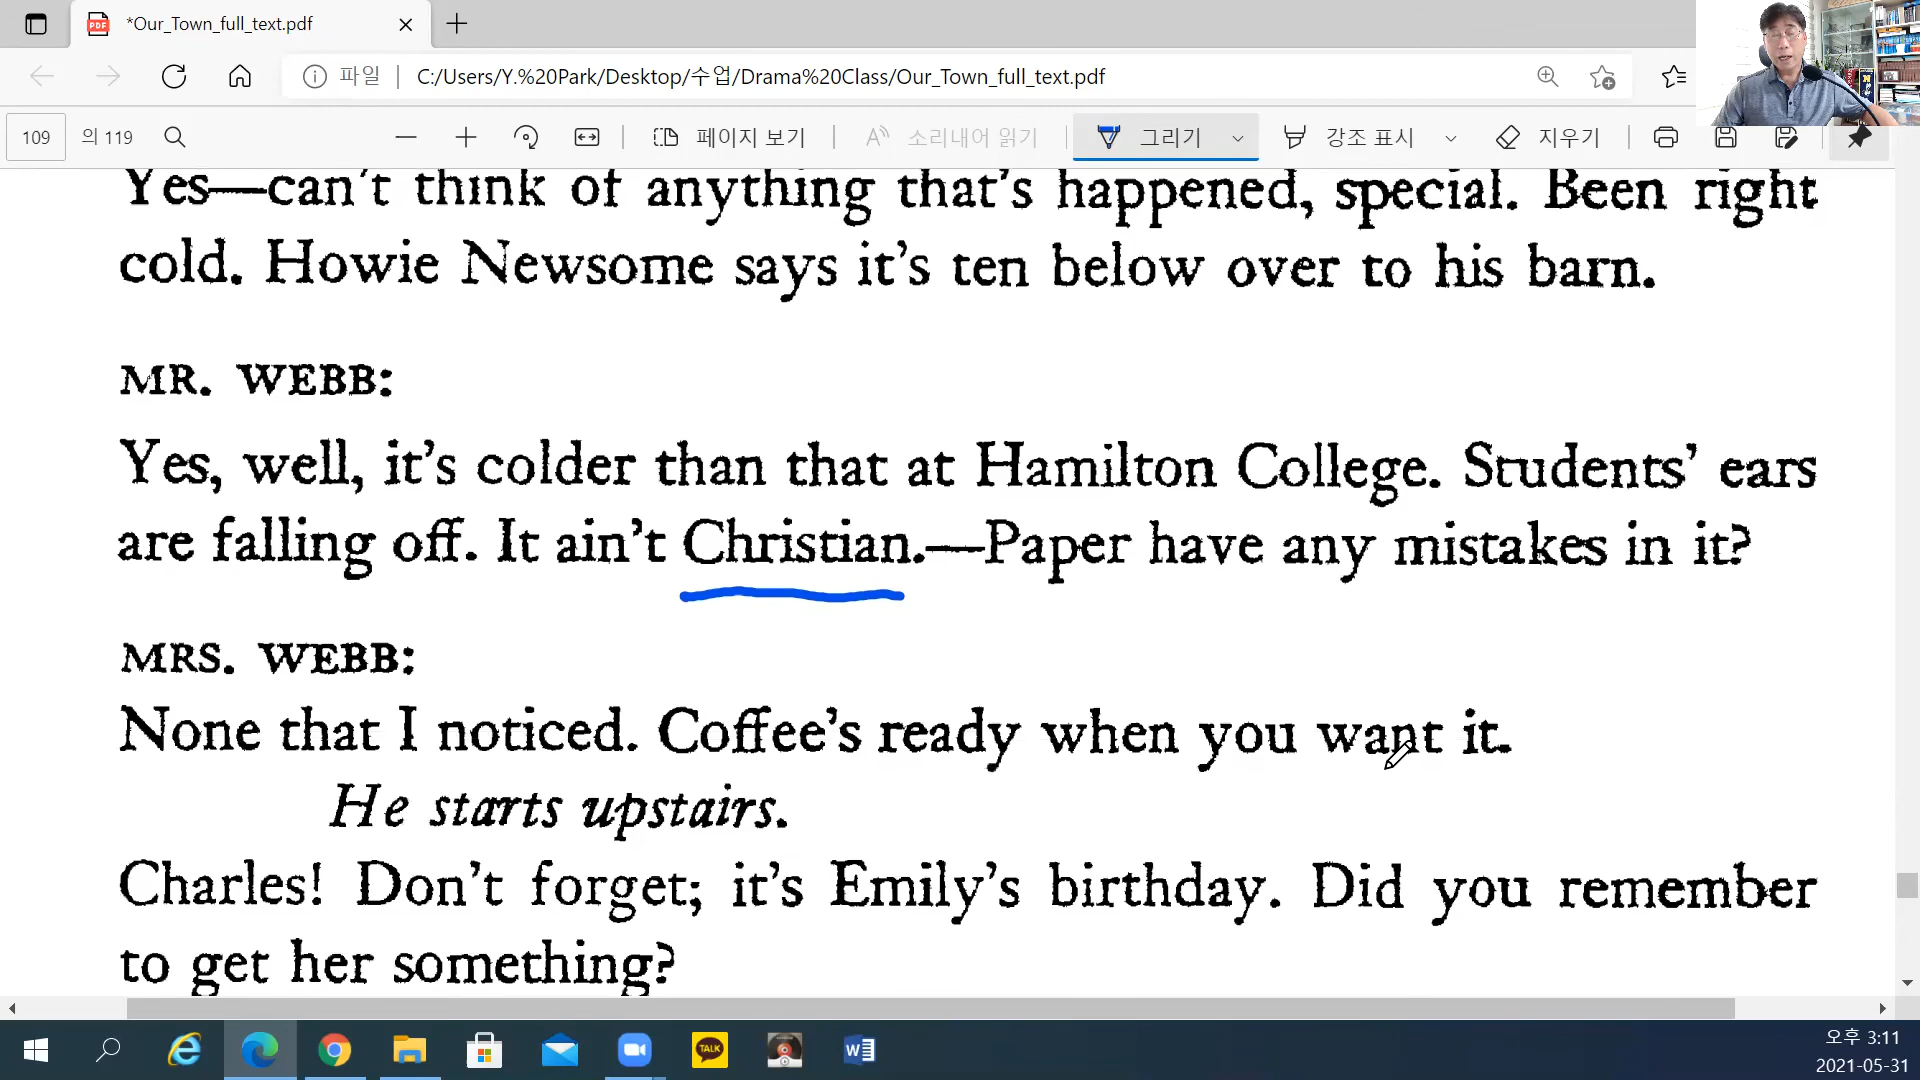 *Our_Town_full_text.pdf
파일 C:/Users/Y.%20Park/Desktop/수업/Drama%20Class/Our_Town_full_text.pdf
109 의 119 페이지 보기 소리내어 읽기 그리기 강조 표시 지우기
Yes—can't think of anything that's happened, special. Been right
cold. Howie Newsome says it's ten below over to his barn.
MR. WEBB:
Yes, well, it's colder than that at Hamilton College. Students' ears
are falling off. It ain't Christian.—Paper have any mistakes in it?
MRS. WEBB:
None that I noticed. Coffee's ready when you want it.
He starts upstairs.
Charles! Don't forget; it's Emily's birthday. Did you remember
to get her something?
TALK
오후 3:11
2021-05-31